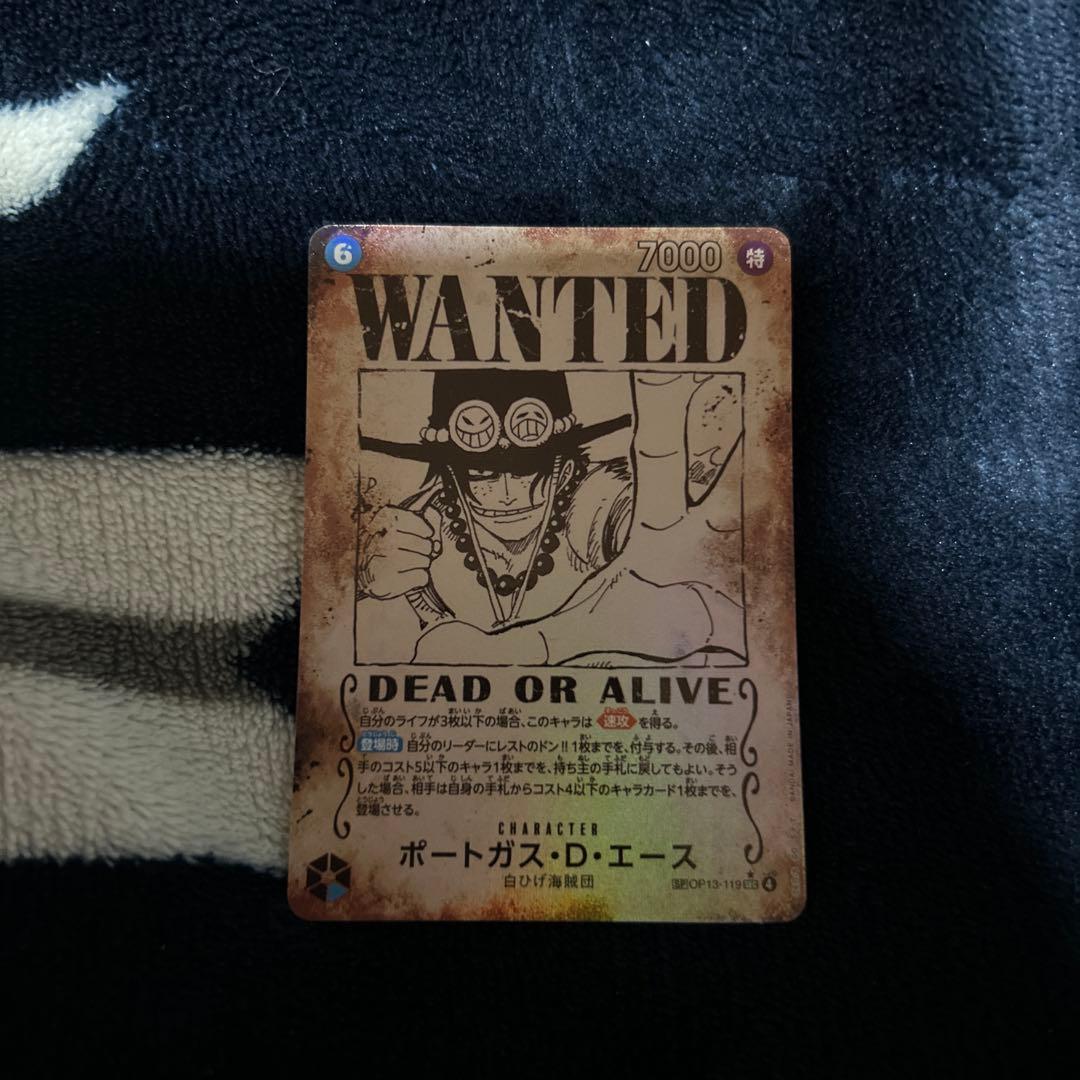 6 7000 特
WANTED
DEAD OR ALIVE
自分のライフが3枚以下の場合、このキャラは 速攻 を得る。
登場時 自分のリーダーにレストのドン!!1枚までを、付与する。その後、相
手のコスト5以下のキャラ1枚までを、持ち主の手札に戻してもよい。そう
した場合、相手は自身の手札からコスト4以下のキャラカード1枚までを、
登場させる。
CHARACTER
ポートガス・D・エース
白ひげ海賊団
SP OP13-119 SEC ★ 4
BANDAI MADE IN JAPAN